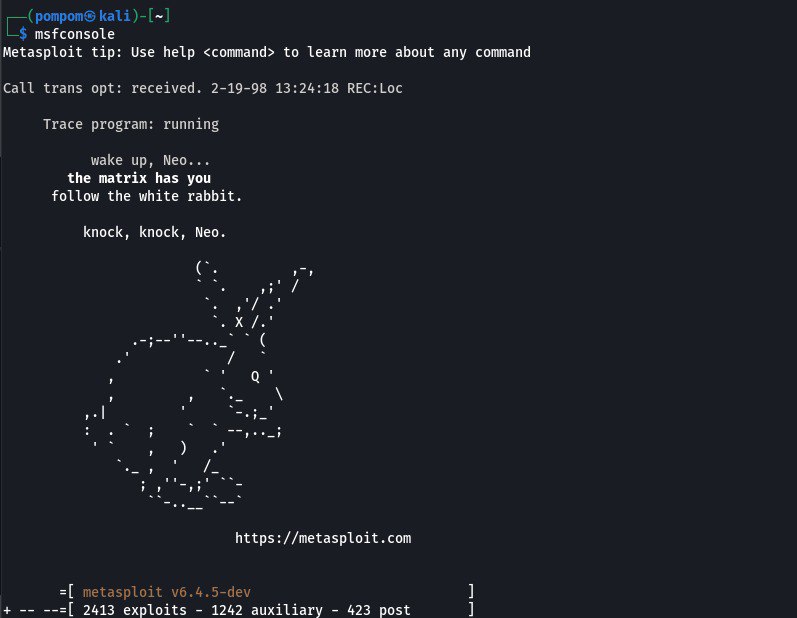 ┌──(pompom㉿kali)-[~]
└─$ msfconsole
Metasploit tip: Use help <command> to learn more about any command
Call trans opt: received. 2-19-98 13:24:18 REC:Loc
Trace program: running
wake up, Neo...
the matrix has you
follow the white rabbit.
knock, knock, Neo.
https://metasploit.com
=[ metasploit v6.4.5-dev ]
+ -- --=[ 2413 exploits - 1242 auxiliary - 423 post ]